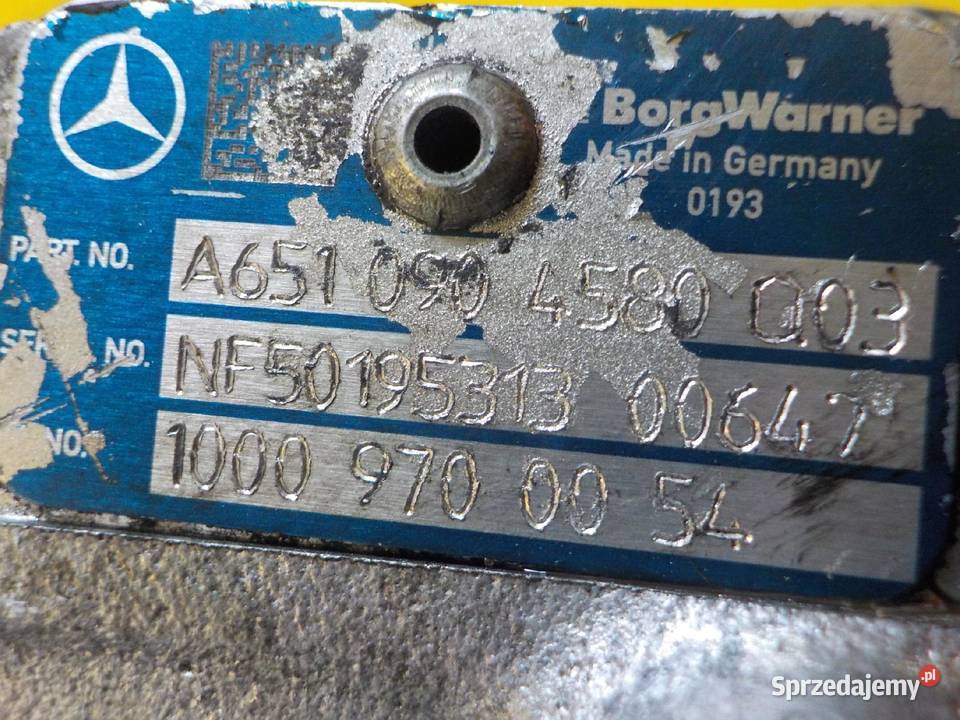 BorgWarner
Made in Germany
0193
PART. NO.
A651 090 4580 Q03
NO.
NF50195313 00647
NO.
1000 970 00 54
Sprzedajemy.pl